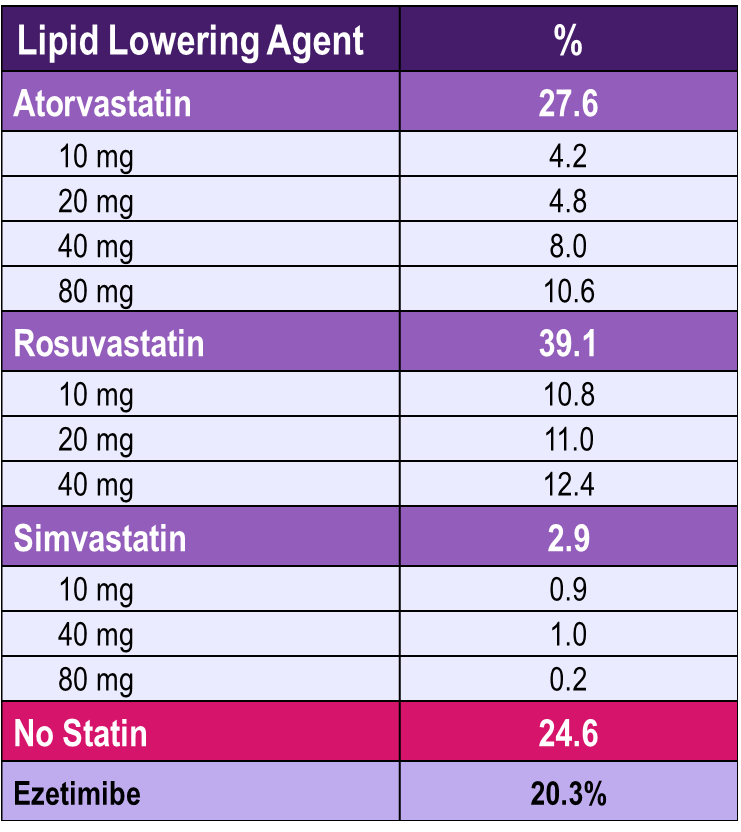 Lipid Lowering Agent %
Atorvastatin 27.6
10 mg 4.2
20 mg 4.8
40 mg 8.0
80 mg 10.6
Rosuvastatin 39.1
10 mg 10.8
20 mg 11.0
40 mg 12.4
Simvastatin 2.9
10 mg 0.9
40 mg 1.0
80 mg 0.2
No Statin 24.6
Ezetimibe 20.3%